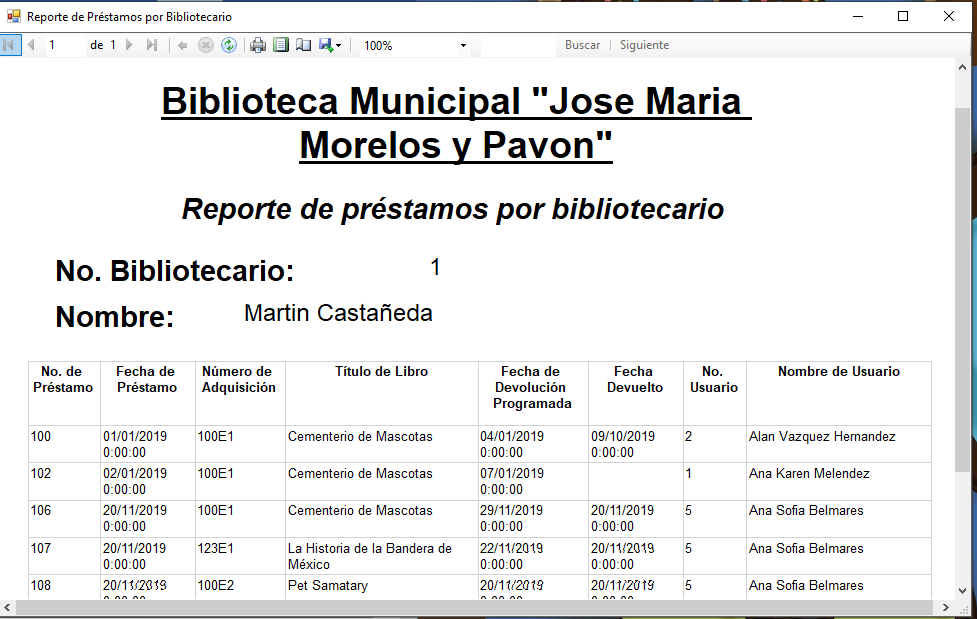 Reporte de Préstamos por Bibliotecario
1 de 1 100% Buscar | Siguiente
Biblioteca Municipal "Jose Maria
Morelos y Pavon"
Reporte de préstamos por bibliotecario
No. Bibliotecario: 1
Nombre: Martin Castañeda
No. de Fecha de Número de Título de Libro Fecha de Fecha No. Nombre de Usuario
Préstamo Préstamo Adquisición Devolución Devuelto Usuario
Programada
100 01/01/2019 100E1 Cementerio de Mascotas 04/01/2019 09/10/2019 2 Alan Vazquez Hernandez
0:00:00 0:00:00 0:00:00
102 02/01/2019 100E1 Cementerio de Mascotas 07/01/2019 1 Ana Karen Melendez
0:00:00 0:00:00
106 20/11/2019 100E1 Cementerio de Mascotas 29/11/2019 20/11/2019 5 Ana Sofia Belmares
0:00:00 0:00:00 0:00:00
107 20/11/2019 123E1 La Historia de la Bandera de 22/11/2019 20/11/2019 5 Ana Sofia Belmares
0:00:00 México 0:00:00 0:00:00
108 20/11/2019 100E2 Pet Samatary 20/11/2019 20/11/2019 5 Ana Sofia Belmares